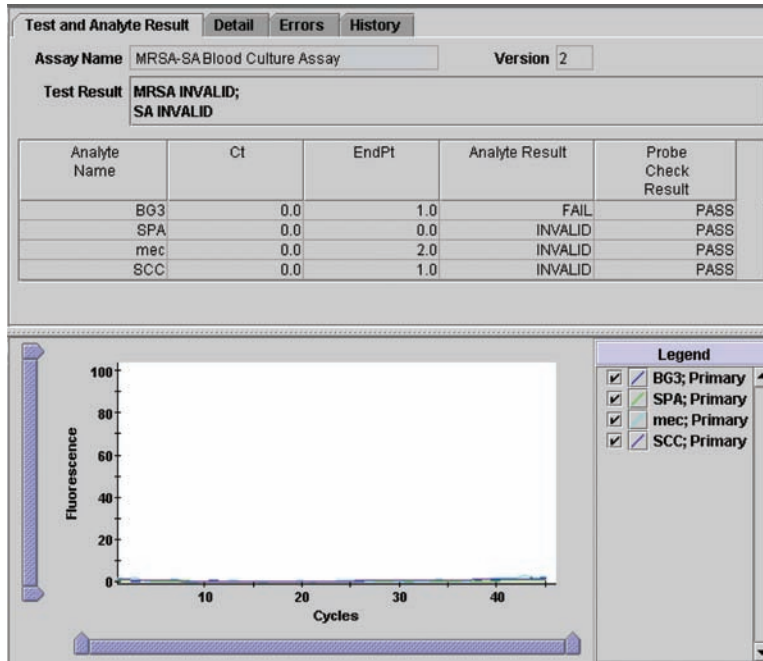 Test and Analyte Result Detail Errors History
Assay Name MRSA-SA Blood Culture Assay Version 2
Test Result MRSA INVALID;
SA INVALID
Analyte Name Ct EndPt Analyte Result Probe Check Result
BG3 0.0 1.0 FAIL PASS
SPA 0.0 0.0 INVALID PASS
mec 0.0 2.0 INVALID PASS
SCC 0.0 1.0 INVALID PASS
Legend
BG3; Primary
SPA; Primary
mec; Primary
SCC; Primary
Fluorescence
100
80
60
40
20
0
10 20 30 40
Cycles